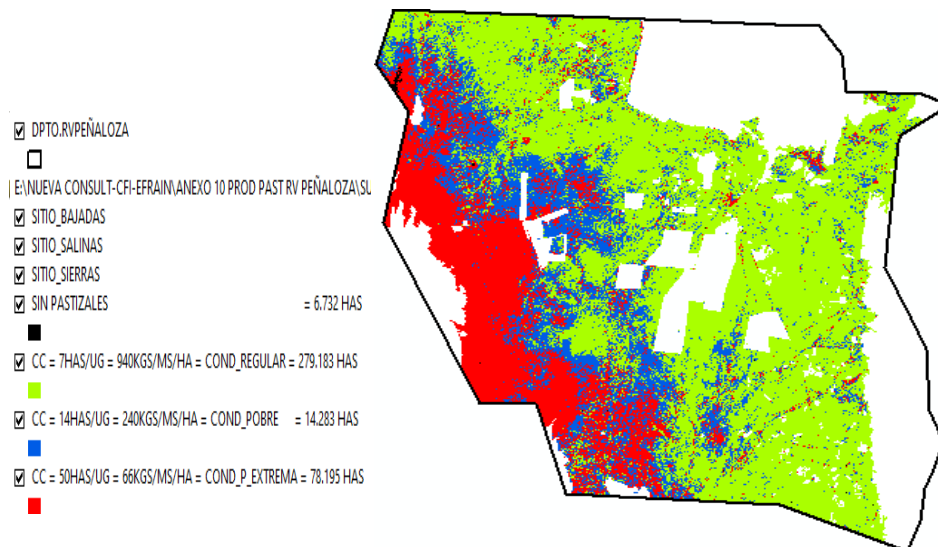 DPTO.RVPEÑALOZA
E:\NUEVA CONSULT-CFI-EFRAIN\ANEXO 10 PROD PAST RV PEÑALOZA\SU
SITIO_BAJADAS
SITIO_SALINAS
SITIO_SIERRAS
SIN PASTIZALES = 6.732 HAS
CC = 7HAS/UG = 940KGS/MS/HA = COND_REGULAR = 279.183 HAS
CC = 14HAS/UG = 240KGS/MS/HA = COND_POBRE = 14.283 HAS
CC = 50HAS/UG = 66KGS/MS/HA = COND_P_EXTREMA = 78.195 HAS